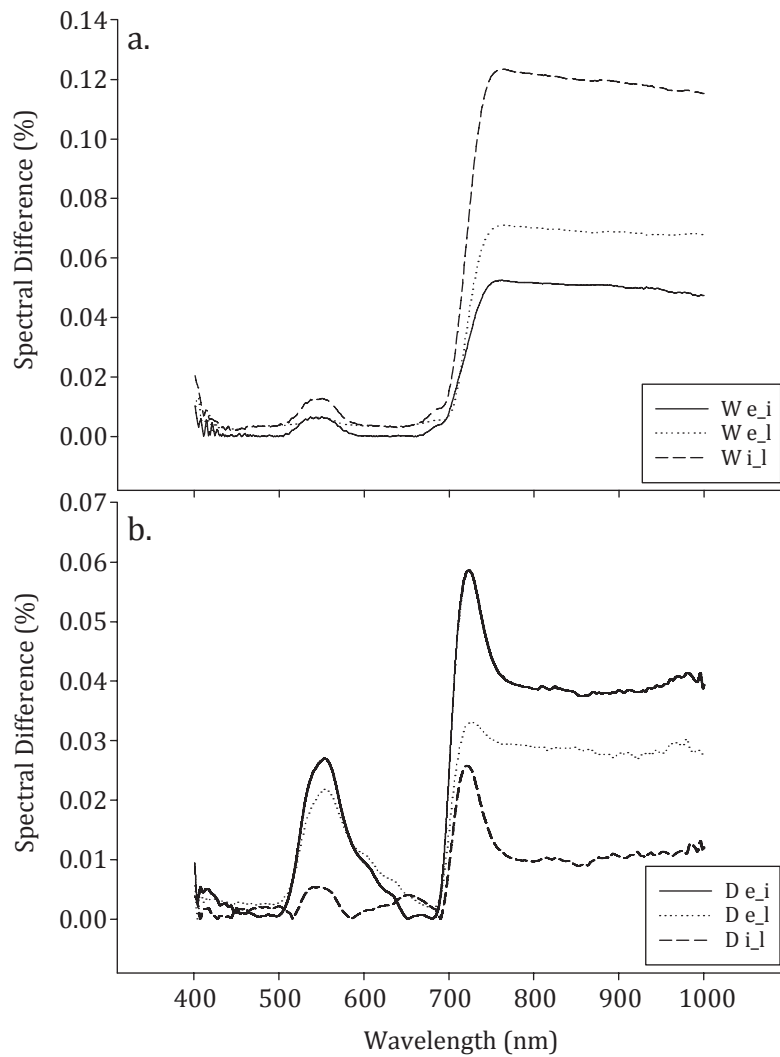 a.
Spectral Difference (%)
0.14
0.12
0.10
0.08
0.06
0.04
0.02
0.00
W e_i
W e_l
W i_l
b.
Spectral Difference (%)
0.07
0.06
0.05
0.04
0.03
0.02
0.01
0.00
D e_i
D e_l
D i_l
400 500 600 700 800 900 1000
Wavelength (nm)